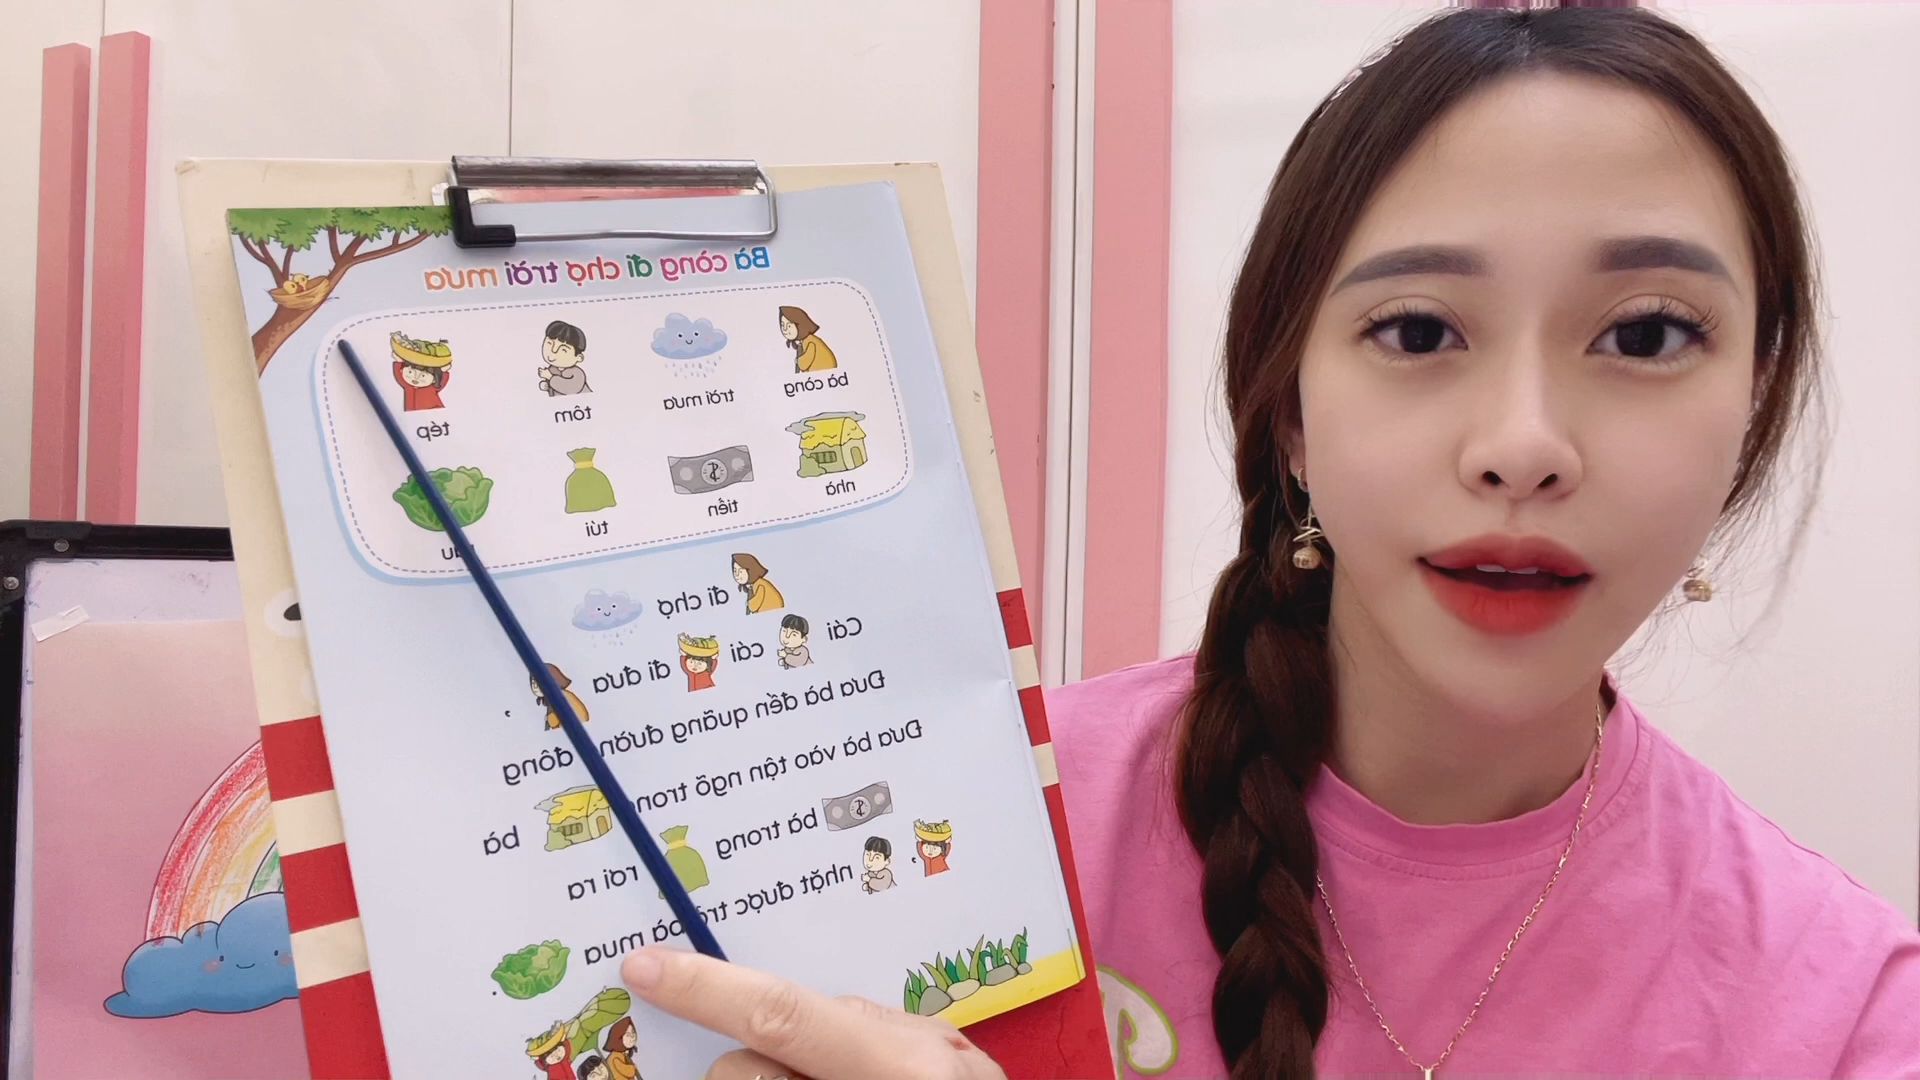 Bà còng đi chợ trời mưa
bà còng
trời mưa
tôm
tép
nhà
tiền
túi
đi chợ
Cái cái đi đưa ,
Đưa bà đến quãng đường đông
Đưa bà vào tận ngõ trong bà
bà trong rơi ra
, nhặt được bà mua .